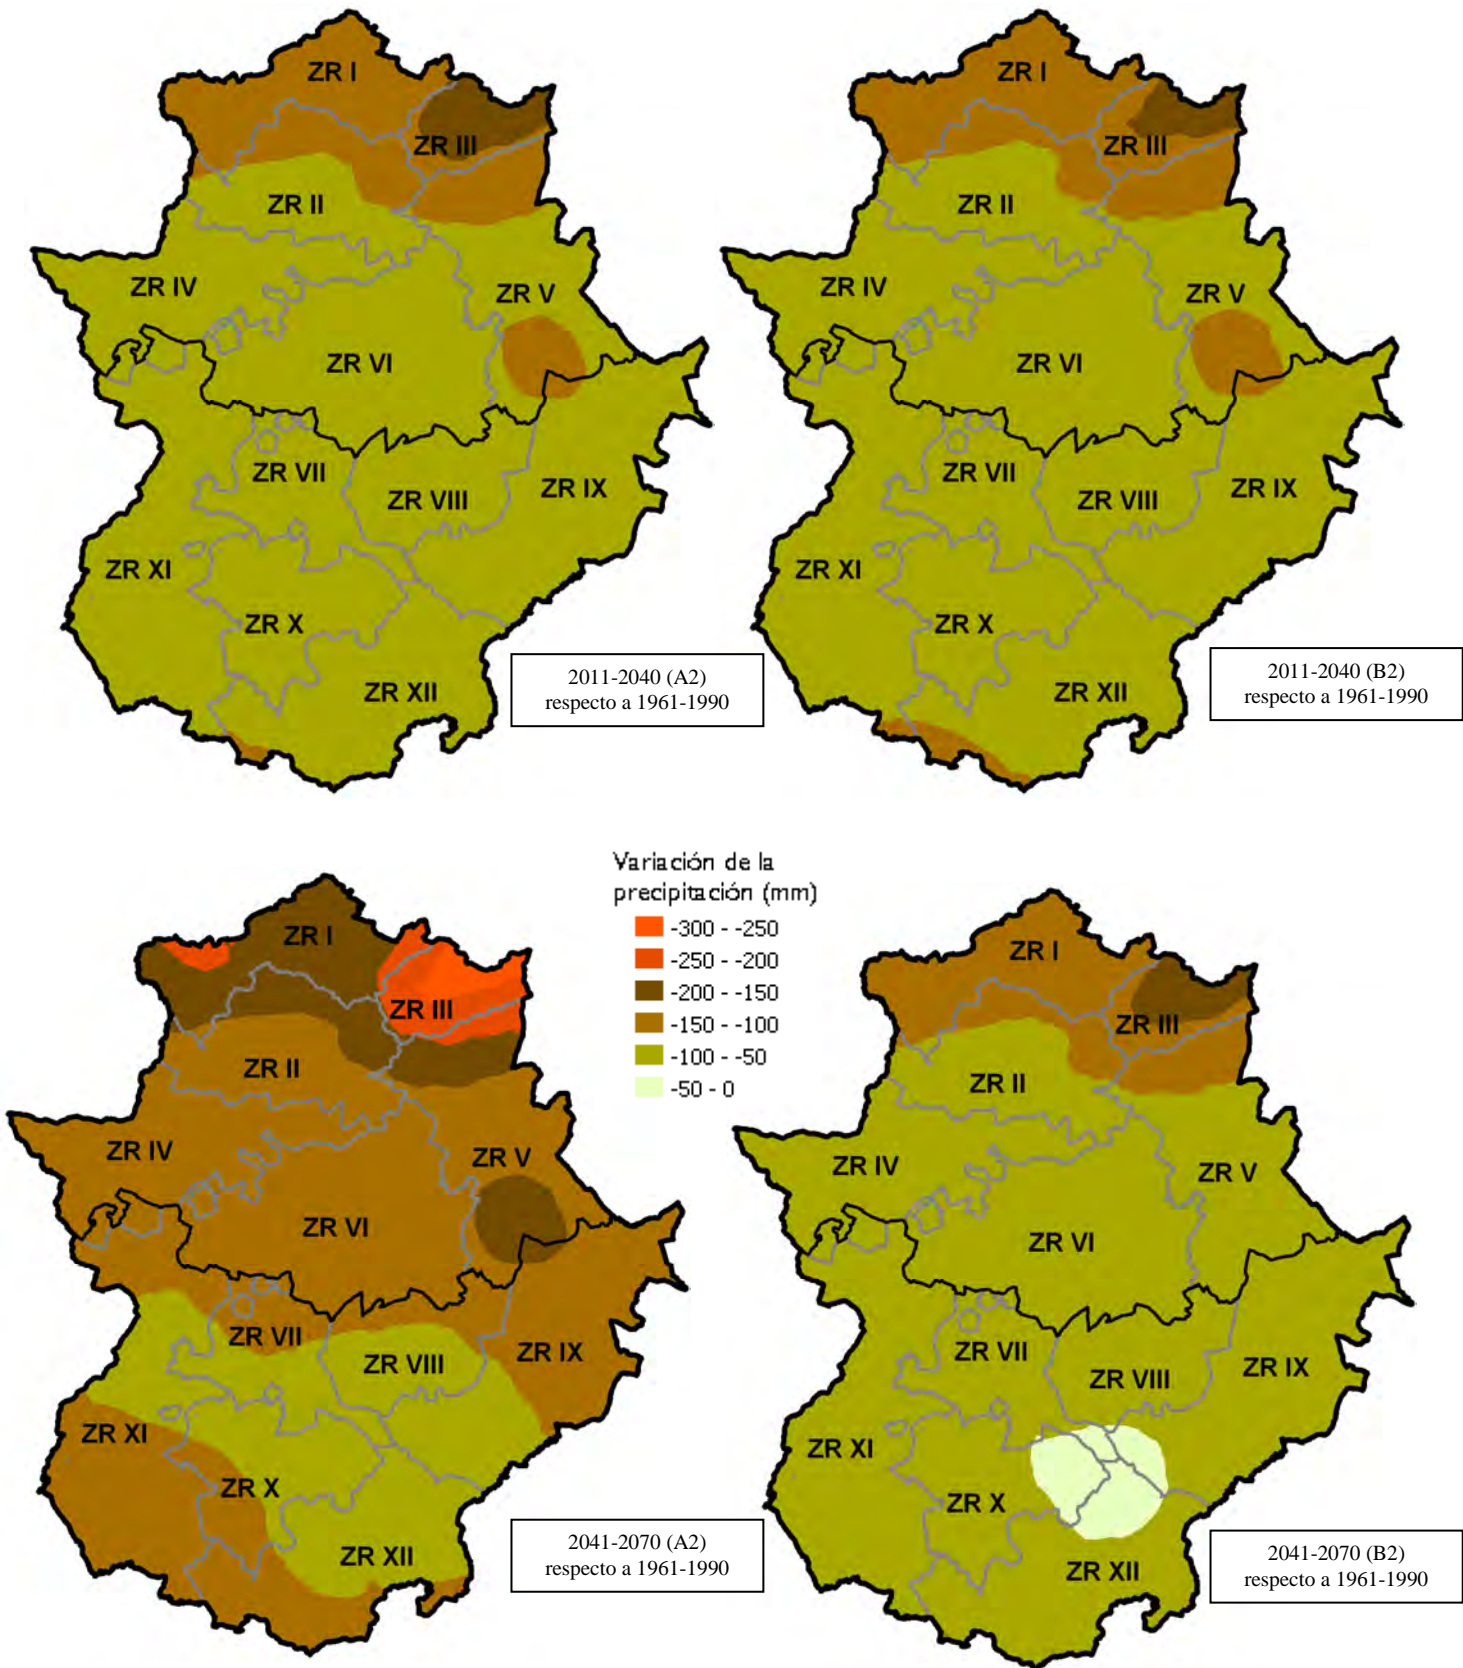 ZR I
ZR III
ZR II
ZR IV
ZR V
ZR VI
ZR VII
ZR VIII
ZR IX
ZR XI
ZR X
ZR XII
2011-2040 (A2)
respecto a 1961-1990
ZR I
ZR III
ZR II
ZR IV
ZR V
ZR VI
ZR VII
ZR VIII
ZR IX
ZR XI
ZR X
ZR XII
2011-2040 (B2)
respecto a 1961-1990
Variación de la
precipitación (mm)
-300 - -250
-250 - -200
-200 - -150
-150 - -100
-100 - -50
-50 - 0
ZR I
ZR III
ZR II
ZR IV
ZR V
ZR VI
ZR VII
ZR VIII
ZR IX
ZR XI
ZR X
ZR XII
2041-2070 (A2)
respecto a 1961-1990
ZR I
ZR III
ZR II
ZR IV
ZR V
ZR VI
ZR VII
ZR VIII
ZR IX
ZR XI
ZR X
ZR XII
2041-2070 (B2)
respecto a 1961-1990